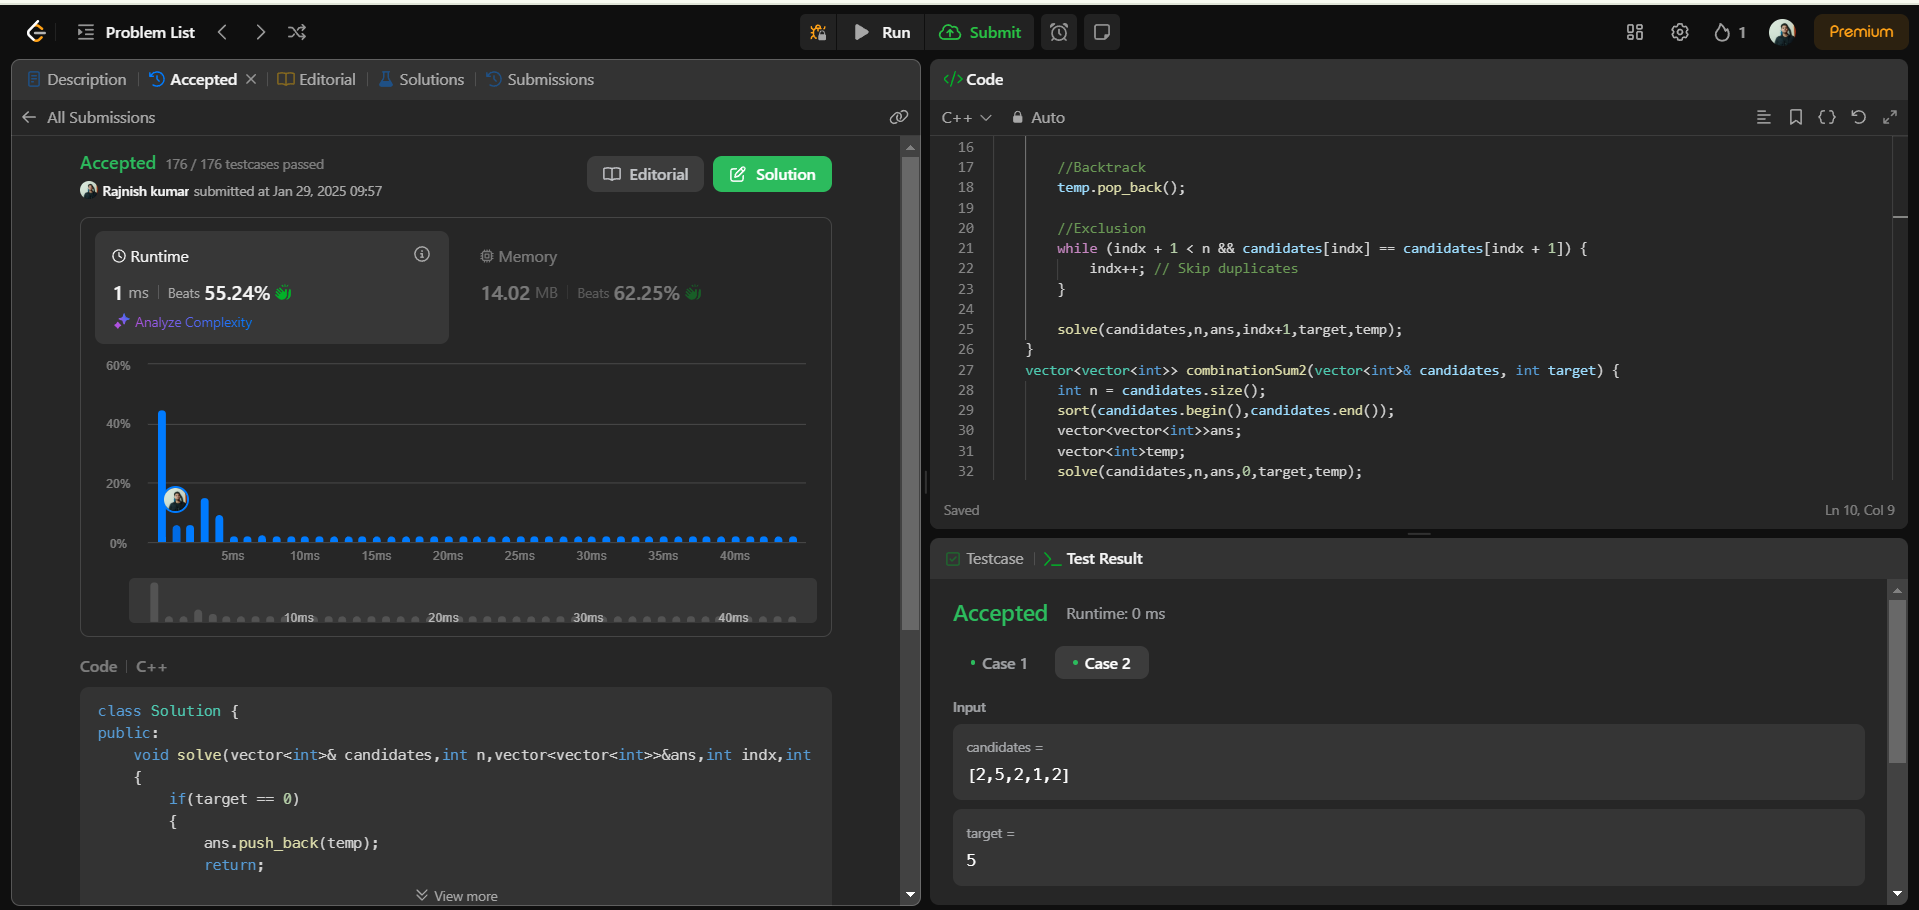 Problem List
Run
Submit
1
Premium
Description
Accepted
Editorial
Solutions
Submissions
All Submissions
Accepted 176 / 176 testcases passed
Rajnish kumar submitted at Jan 29, 2025 09:57
Editorial
Solution
Runtime
1 ms Beats 55.24%
Analyze Complexity
Memory
14.02 MB Beats 62.25%
60%
40%
20%
0%
5ms 10ms 15ms 20ms 25ms 30ms 35ms 40ms
10ms 20ms 30ms 40ms
Code C++
class Solution {
public:
void solve(vector<int>& candidates,int n,vector<vector<int>>&ans,int indx,int
{
if(target == 0)
{
ans.push_back(temp);
return;
View more
</> Code
C++ Auto
16
17 //Backtrack
18 temp.pop_back();
19
20 //Exclusion
21 while (indx + 1 < n && candidates[indx] == candidates[indx + 1]) {
22 indx++; // Skip duplicates
23 }
24
25 solve(candidates,n,ans,indx+1,target,temp);
26 }
27 vector<vector<int>> combinationSum2(vector<int>& candidates, int target) {
28 int n = candidates.size();
29 sort(candidates.begin(),candidates.end());
30 vector<vector<int>>ans;
31 vector<int>temp;
32 solve(candidates,n,ans,0,target,temp);
Saved
Ln 10, Col 9
Testcase
Test Result
Accepted Runtime: 0 ms
Case 1
Case 2
Input
candidates =
[2,5,2,1,2]
target =
5